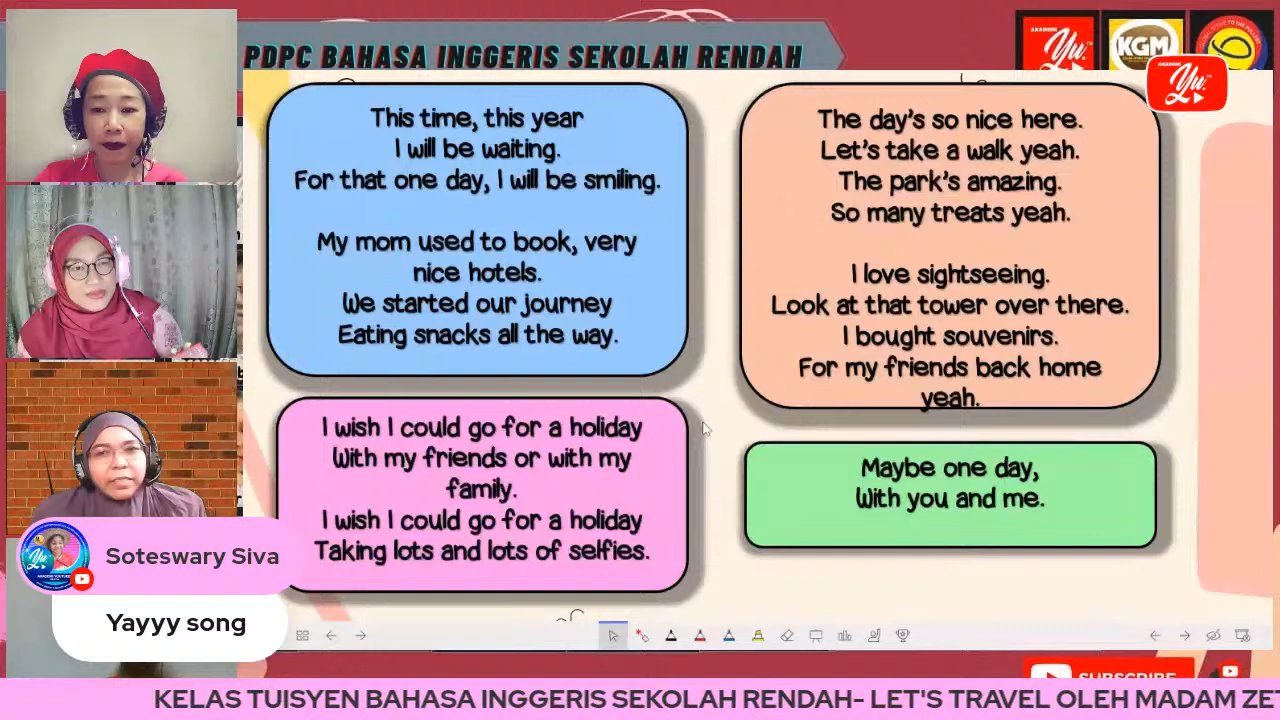 PDPC BAHASA INGGERIS SEKOLAH RENDAH
AKADEMI
Yu
KGM
AKADEMI
Yu
This time, this year
I will be waiting.
For that one day, I will be smiling.
My mom used to book, very
nice hotels.
We started our journey
Eating snacks all the way.
The day's so nice here.
Let's take a walk yeah.
The park's amazing.
So many treats yeah.
I love sightseeing.
Look at that tower over there.
I bought souvenirs.
For my friends back home
yeah.
I wish I could go for a holiday
With my friends or with my
family.
I wish I could go for a holiday
Taking lots and lots of selfies.
Maybe one day,
With you and me.
Soteswary Siva
Yayyy song
SUBSCRIBE
KELAS TUISYEN BAHASA INGGERIS SEKOLAH RENDAH- LET'S TRAVEL OLEH MADAM ZET